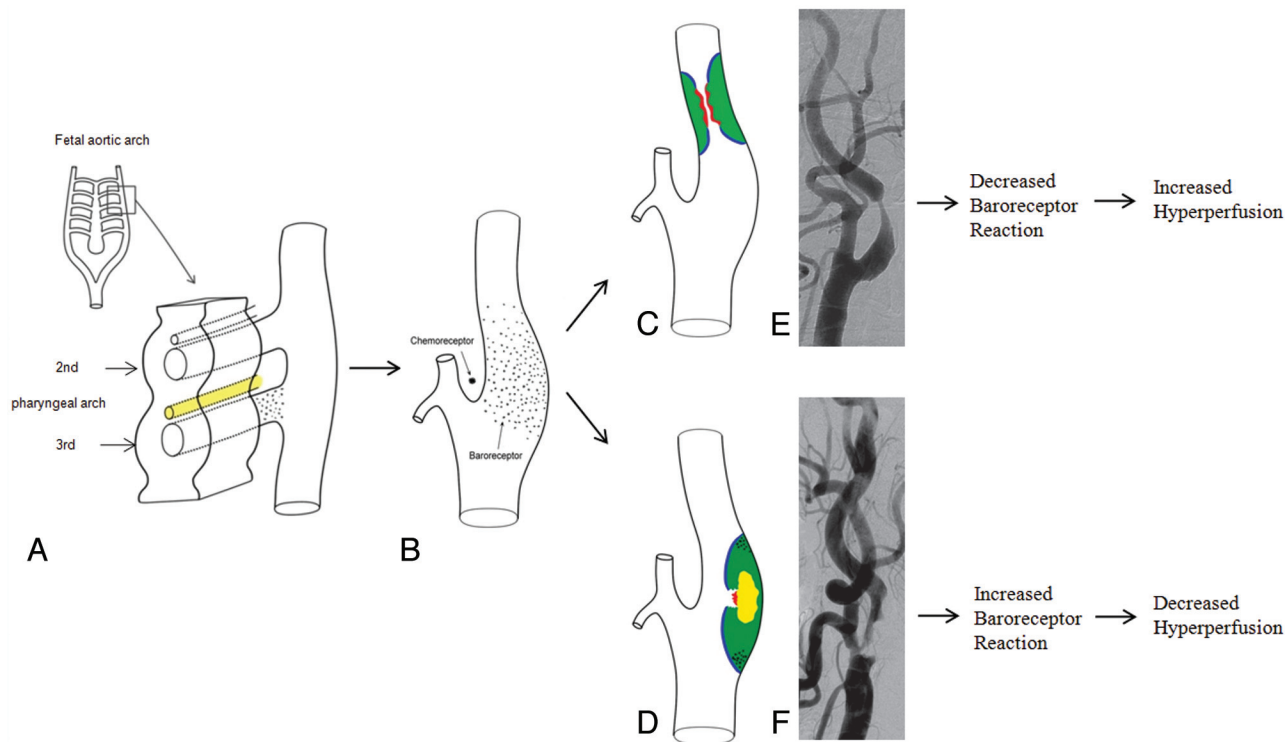 Fetal aortic arch
2nd
pharyngeal arch
3rd
A
Chemoreceptor
Baroreceptor
B
C
E
Decreased
Baroreceptor
Reaction
Increased
Hyperperfusion
D
F
Increased
Baroreceptor
Reaction
Decreased
Hyperperfusion